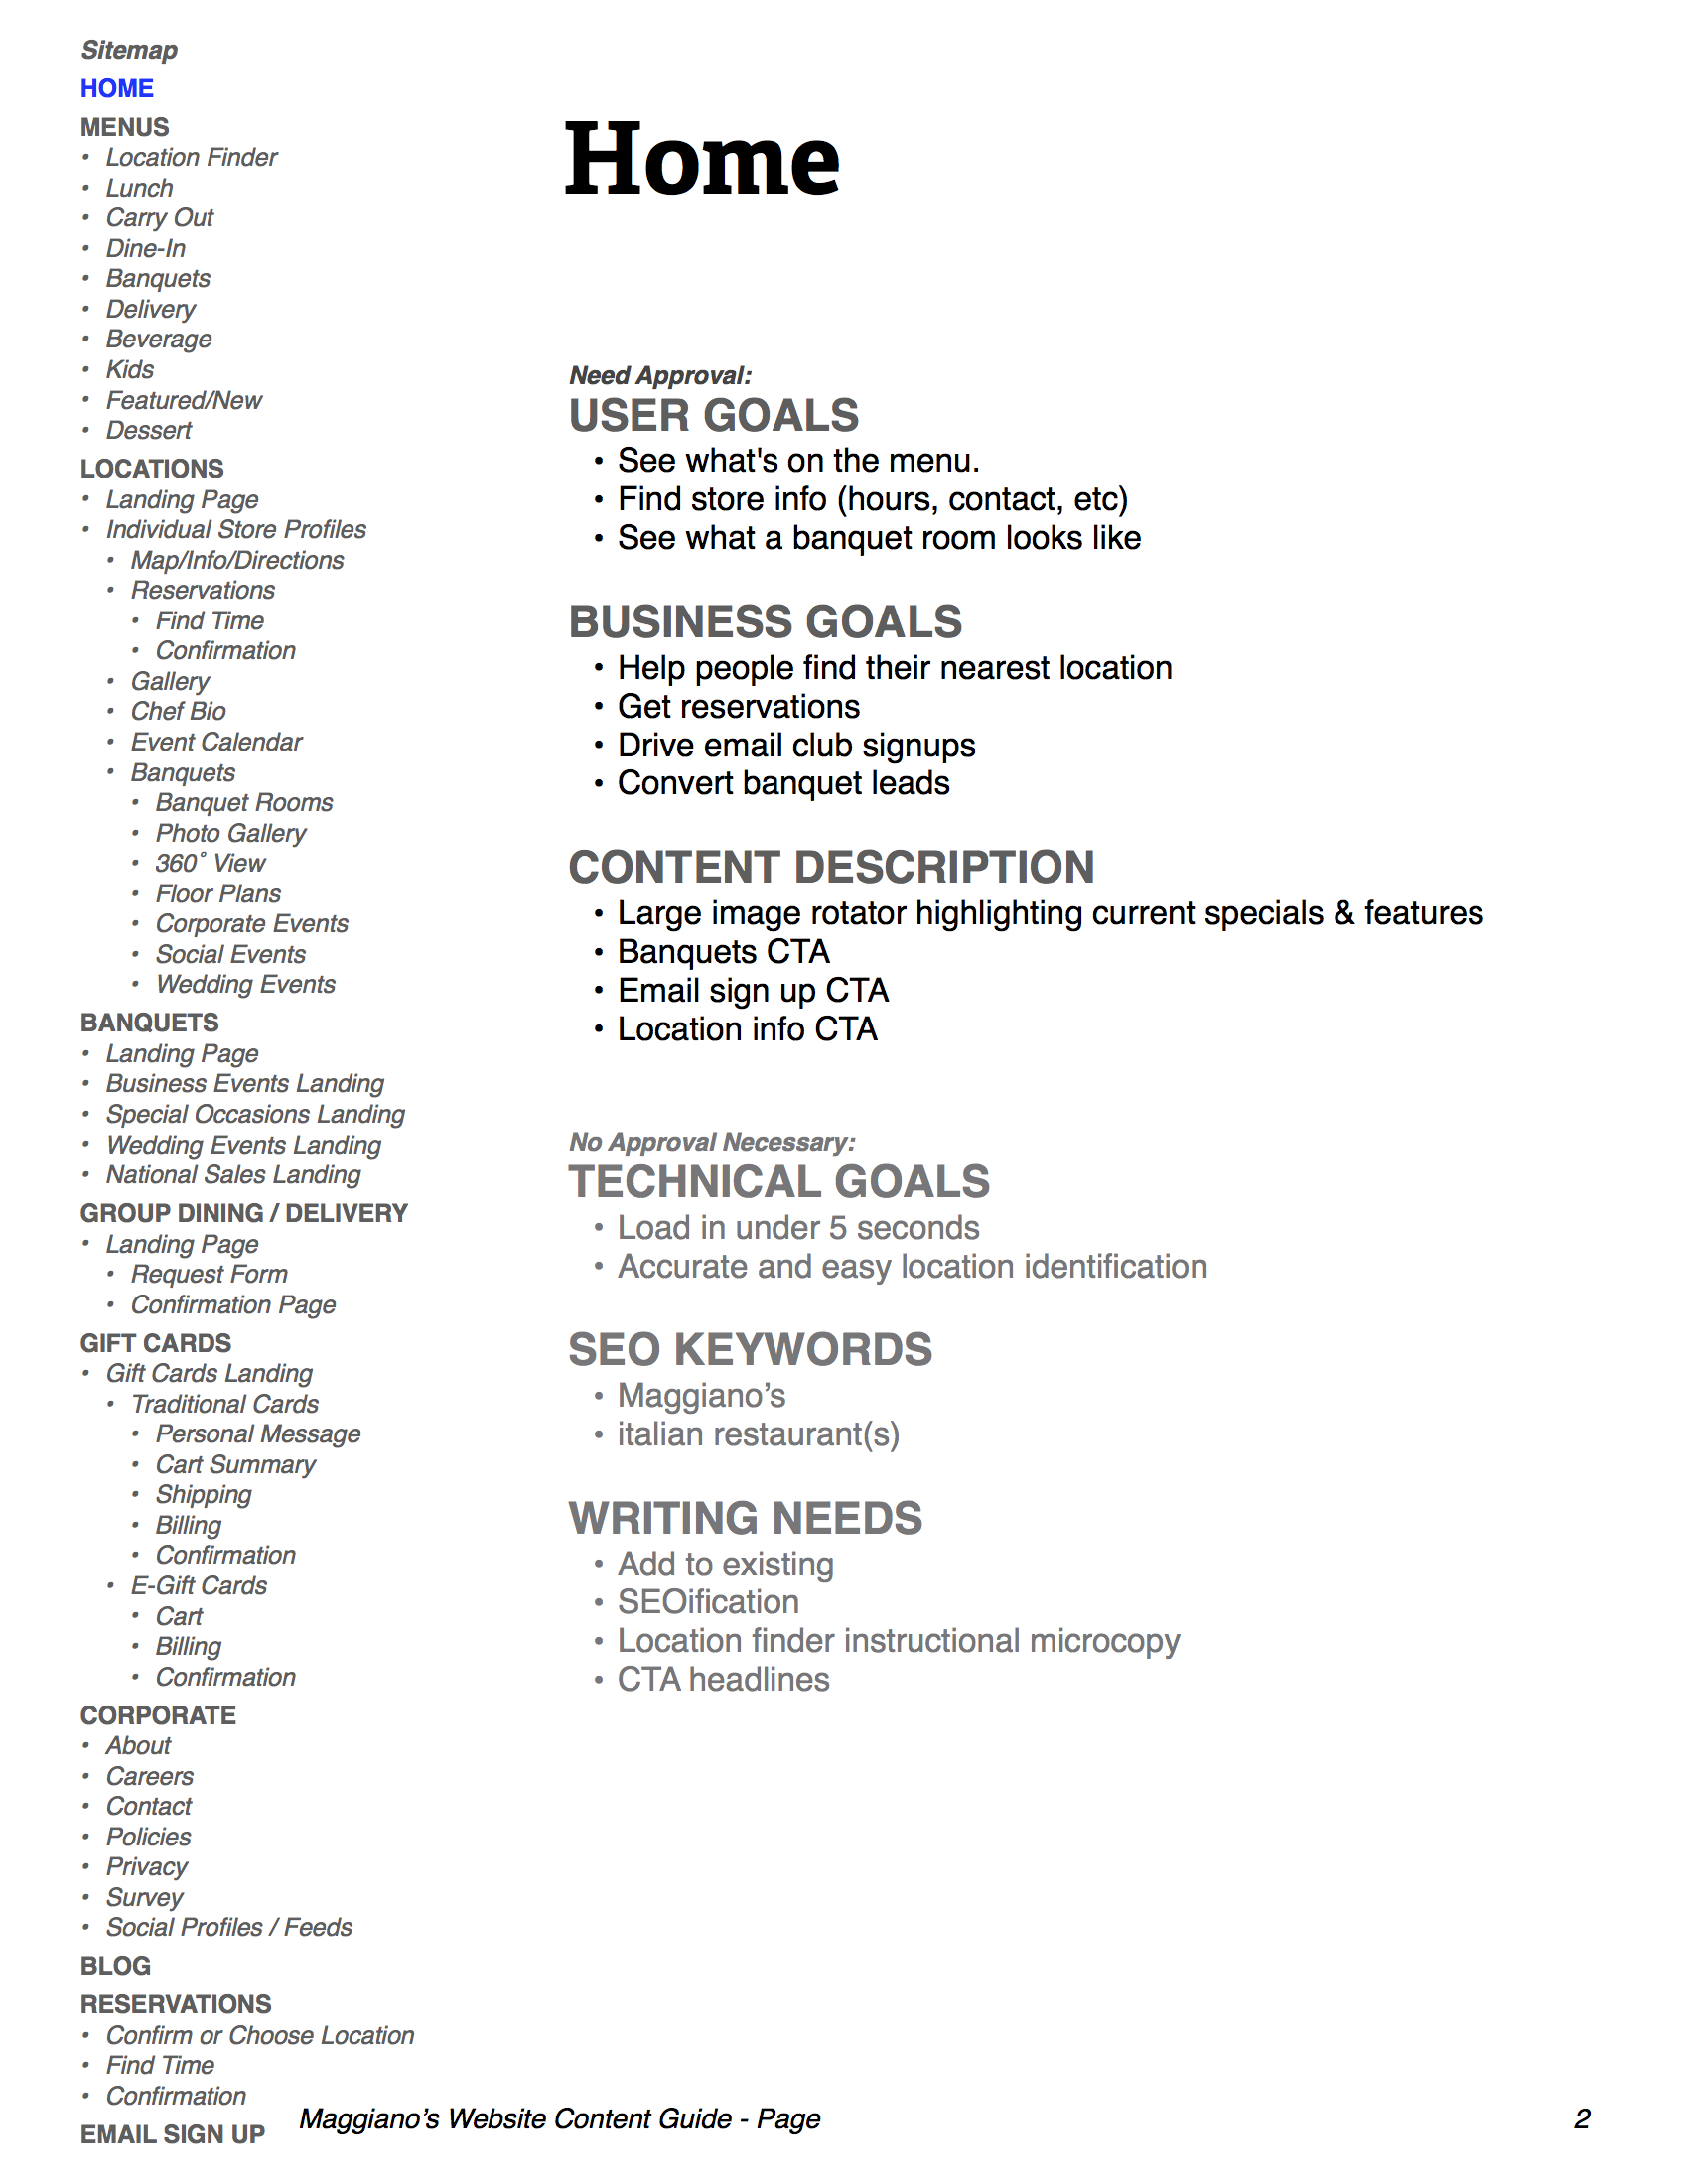 Sitemap
HOME
MENUS
• Location Finder
• Lunch
• Carry Out
• Dine-In
• Banquets
• Delivery
• Beverage
• Kids
• Featured/New
• Dessert
LOCATIONS
• Landing Page
• Individual Store Profiles
• Map/Info/Directions
• Reservations
• Find Time
• Confirmation
• Gallery
• Chef Bio
• Event Calendar
• Banquets
• Banquet Rooms
• Photo Gallery
• 360˚ View
• Floor Plans
• Corporate Events
• Social Events
• Wedding Events
BANQUETS
• Landing Page
• Business Events Landing
• Special Occasions Landing
• Wedding Events Landing
• National Sales Landing
GROUP DINING / DELIVERY
• Landing Page
• Request Form
• Confirmation Page
GIFT CARDS
• Gift Cards Landing
• Traditional Cards
• Personal Message
• Cart Summary
• Shipping
• Billing
• Confirmation
• E-Gift Cards
• Cart
• Billing
• Confirmation
CORPORATE
• About
• Careers
• Contact
• Policies
• Privacy
• Survey
• Social Profiles / Feeds
BLOG
RESERVATIONS
• Confirm or Choose Location
• Find Time
• Confirmation
EMAIL SIGN UP
Home
Need Approval:
USER GOALS
• See what's on the menu.
• Find store info (hours, contact, etc)
• See what a banquet room looks like
BUSINESS GOALS
• Help people find their nearest location
• Get reservations
• Drive email club signups
• Convert banquet leads
CONTENT DESCRIPTION
• Large image rotator highlighting current specials & features
• Banquets CTA
• Email sign up CTA
• Location info CTA
No Approval Necessary:
TECHNICAL GOALS
• Load in under 5 seconds
• Accurate and easy location identification
SEO KEYWORDS
• Maggiano’s
• italian restaurant(s)
WRITING NEEDS
• Add to existing
• SEOification
• Location finder instructional microcopy
• CTA headlines
Maggiano’s Website Content Guide - Page 2